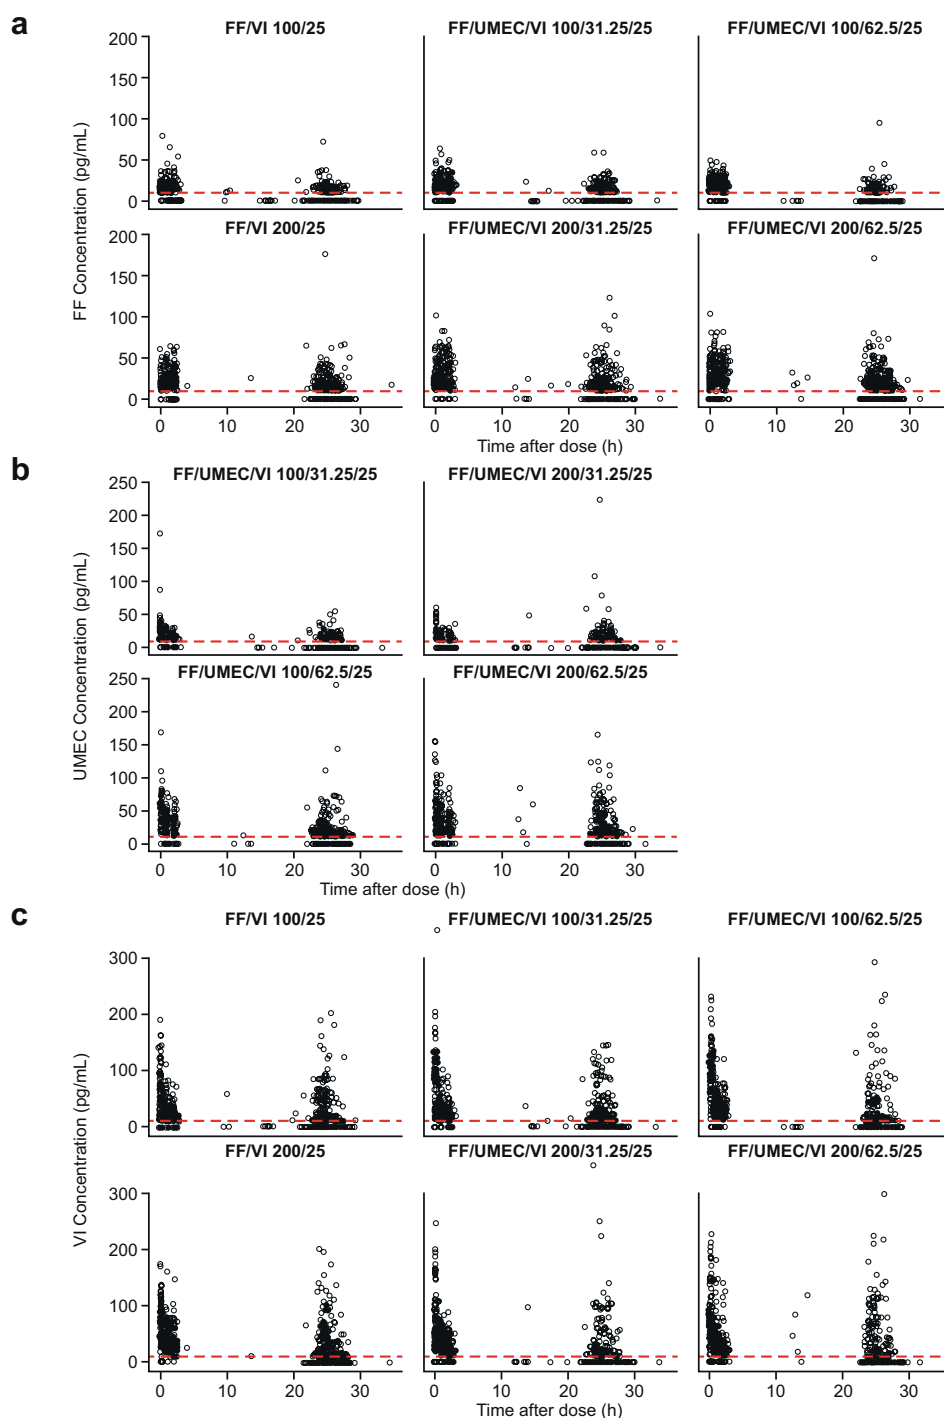 a
FF/VI 100/25 FF/UMEC/VI 100/31.25/25 FF/UMEC/VI 100/62.5/25
200
150
100
50
0
FF/VI 200/25 FF/UMEC/VI 200/31.25/25 FF/UMEC/VI 200/62.5/25
200
150
100
50
0
FF Concentration (pg/mL)
0 10 20 30 0 10 20 30 0 10 20 30
Time after dose (h)
b
FF/UMEC/VI 100/31.25/25 FF/UMEC/VI 200/31.25/25
250
200
150
100
50
0
FF/UMEC/VI 100/62.5/25 FF/UMEC/VI 200/62.5/25
250
200
150
100
50
0
UMEC Concentration (pg/mL)
0 10 20 30 0 10 20 30
Time after dose (h)
c
FF/VI 100/25 FF/UMEC/VI 100/31.25/25 FF/UMEC/VI 100/62.5/25
300
200
100
0
FF/VI 200/25 FF/UMEC/VI 200/31.25/25 FF/UMEC/VI 200/62.5/25
300
200
100
0
VI Concentration (pg/mL)
0 10 20 30 0 10 20 30 0 10 20 30
Time after dose (h)